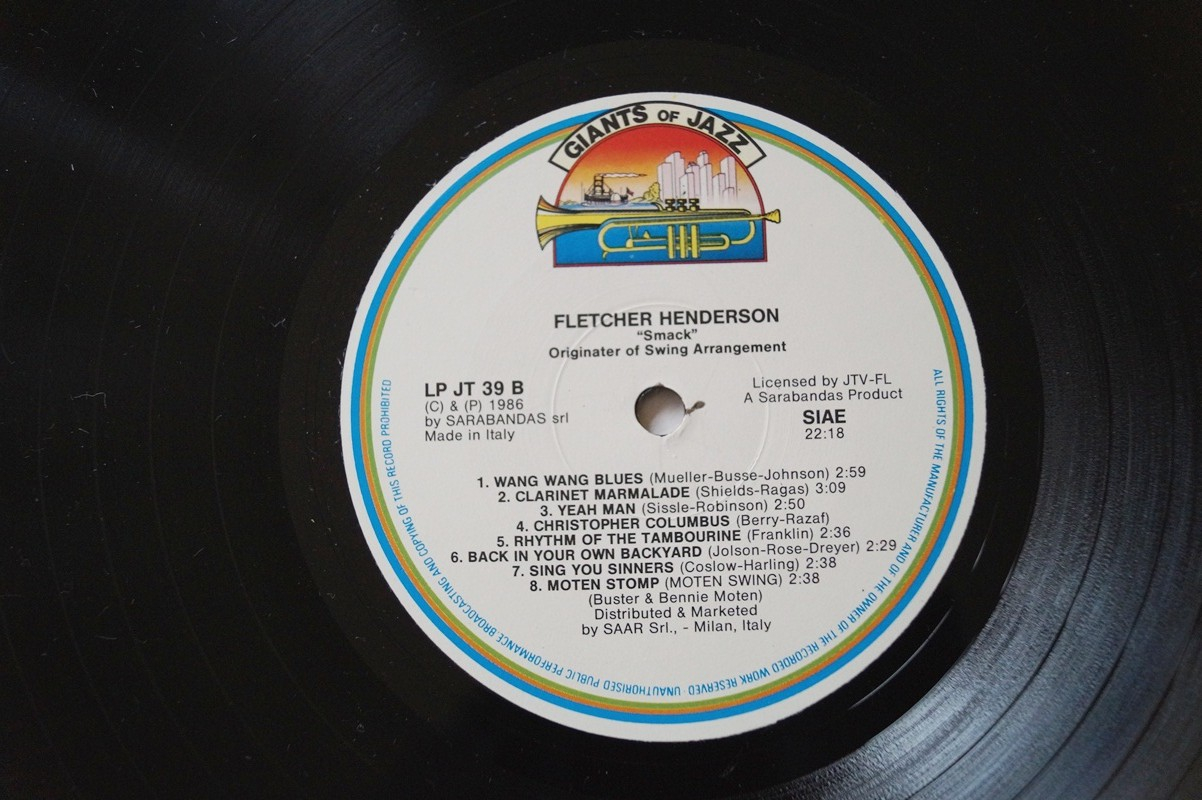 GIANTS OF JAZZ
FLETCHER HENDERSON
“Smack”
Originater of Swing Arrangement
LP JT 39 B
(C) & (P) 1986
by SARABANDAS srl
Made in Italy
Licensed by JTV-FL
A Sarabandas Product
SIAE
22:18
1. WANG WANG BLUES (Mueller-Busse-Johnson) 2:59
2. CLARINET MARMALADE (Shields-Ragas) 3:09
3. YEAH MAN (Sissle-Robinson) 2:50
4. CHRISTOPHER COLUMBUS (Berry-Razaf)
5. RHYTHM OF THE TAMBOURINE (Franklin) 2:36
6. BACK IN YOUR OWN BACKYARD (Jolson-Rose-Dreyer) 2:29
7. SING YOU SINNERS (Coslow-Harling) 2:38
8. MOTEN STOMP (MOTEN SWING) 2:38
(Buster & Bennie Moten)
Distributed & Marketed
by SAAR Srl., - Milan, Italy
ALL RIGHTS OF THE MANUFACTURER AND OF THE OWNER OF THE RECORDED WORK RESERVED UNAUTHORISED PUBLIC PERFORMANCE BROADCASTING AND COPYING OF THIS RECORD PROHIBITED